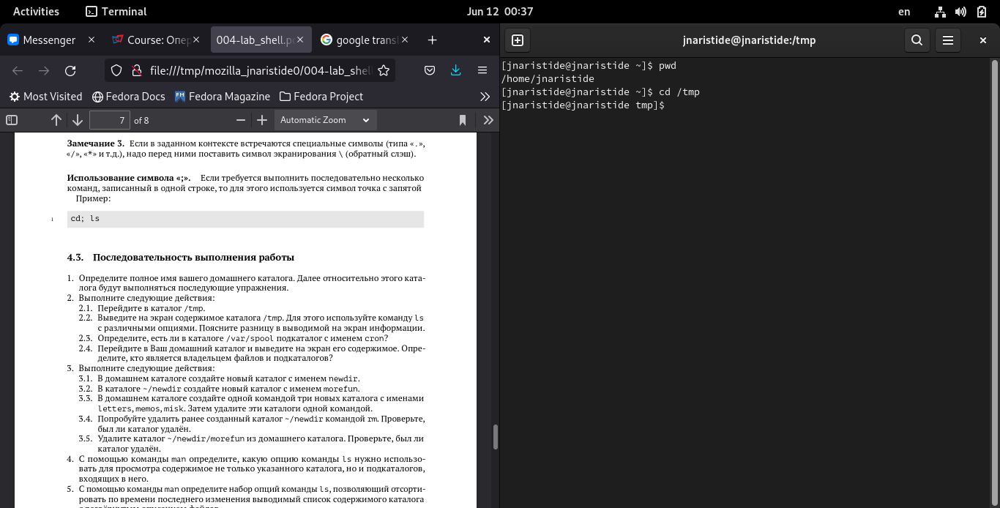 Activities Terminal Jun 12 00:37 en
Messenger Course: Опер 004-lab_shell.p google transl
file:///tmp/mozilla_jnaristide0/004-lab_shel
Most Visited Fedora Docs Fedora Magazine Fedora Project
7 of 8 Automatic Zoom
Замечание 3. Если в заданном контексте встречаются специальные символы (типа «.»,
«/», «*» и т.д.), надо перед ними поставить символ экранирования \ (обратный слэш).
Использование символа «;». Если требуется выполнить последовательно несколько
команд, записанный в одной строке, то для этого используется символ точка с запятой
Пример:
1 cd; ls
4.3. Последовательность выполнения работы
1. Определите полное имя вашего домашнего каталога. Далее относительно этого ката-
лога будут выполняться последующие упражнения.
2. Выполните следующие действия:
2.1. Перейдите в каталог /tmp.
2.2. Выведите на экран содержимое каталога /tmp. Для этого используйте команду ls
с различными опциями. Поясните разницу в выводимой на экран информации.
2.3. Определите, есть ли в каталоге /var/spool подкаталог с именем cron?
2.4. Перейдите в Ваш домашний каталог и выведите на экран его содержимое. Опре-
делите, кто является владельцем файлов и подкаталогов?
3. Выполните следующие действия:
3.1. В домашнем каталоге создайте новый каталог с именем newdir.
3.2. В каталоге ~/newdir создайте новый каталог с именем morefun.
3.3. В домашнем каталоге создайте одной командой три новых каталога с именами
letters, memos, misk. Затем удалите эти каталоги одной командой.
3.4. Попробуйте удалить ранее созданный каталог ~/newdir командой rm. Проверьте,
был ли каталог удалён.
3.5. Удалите каталог ~/newdir/morefun из домашнего каталога. Проверьте, был ли
каталог удалён.
4. С помощью команды man определите, какую опцию команды ls нужно использо-
вать для просмотра содержимое не только указанного каталога, но и подкаталогов,
входящих в него.
5. С помощью команды man определите набор опций команды ls, позволяющий отсорти-
ровать по времени последнего изменения выводимый список содержимого каталога
jnaristide@jnaristide:/tmp
[jnaristide@jnaristide ~]$ pwd
/home/jnaristide
[jnaristide@jnaristide ~]$ cd /tmp
[jnaristide@jnaristide tmp]$